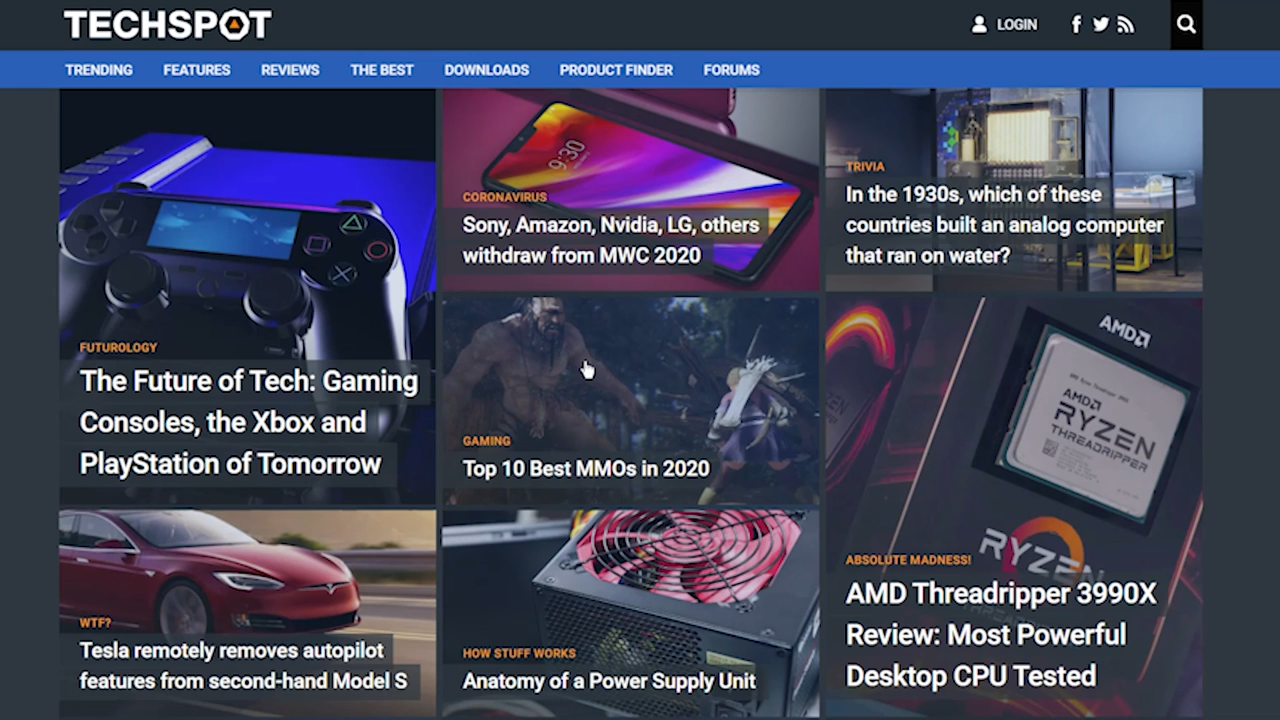 TECHSPOT
LOGIN
TRENDING FEATURES REVIEWS THE BEST DOWNLOADS PRODUCT FINDER FORUMS
FUTUROLOGY
The Future of Tech: Gaming
Consoles, the Xbox and
PlayStation of Tomorrow
9:30
CORONAVIRUS
Sony, Amazon, Nvidia, LG, others
withdraw from MWC 2020
TRIVIA
In the 1930s, which of these
countries built an analog computer
that ran on water?
GAMING
Top 10 Best MMOs in 2020
AMD
AMD
RYZEN
THREADRIPPER
RYZEN
ABSOLUTE MADNESS!
AMD Threadripper 3990X
Review: Most Powerful
Desktop CPU Tested
WTF?
Tesla remotely removes autopilot
features from second-hand Model S
HOW STUFF WORKS
Anatomy of a Power Supply Unit